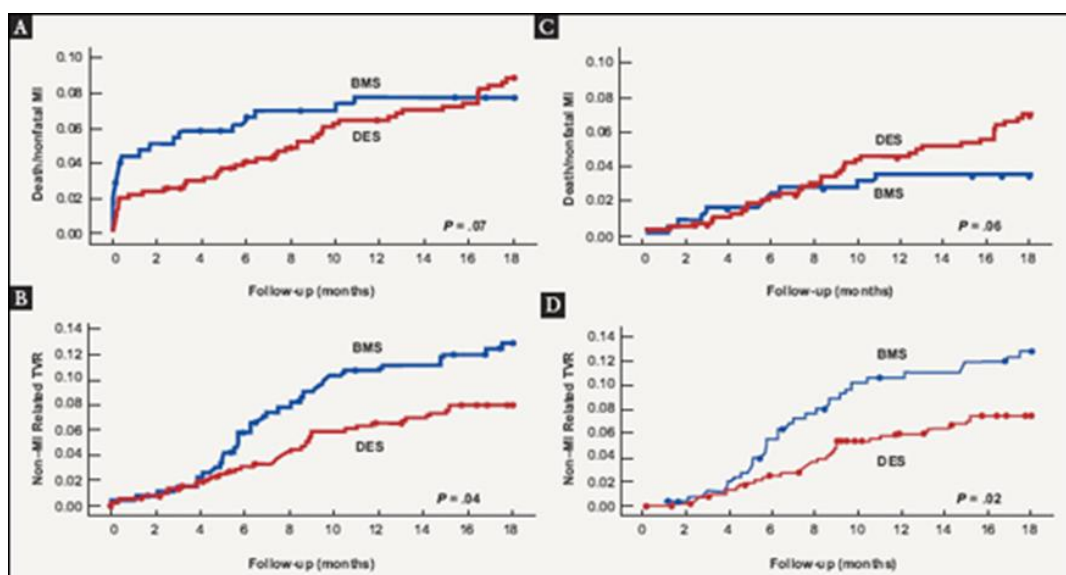 A
Death/nonfatal MI
0.10
0.08
0.06
0.04
0.02
0.00
BMS
DES
P = .07
0 2 4 6 8 10 12 14 16 18
Follow-up (months)
C
Death/nonfatal MI
0.10
0.08
0.06
0.04
0.02
0.00
DES
BMS
P = .06
0 2 4 6 8 10 12 14 16 18
Follow-up (months)
B
Non-MI Related TVR
0.14
0.12
0.10
0.08
0.06
0.04
0.02
0.00
BMS
DES
P = .04
0 2 4 6 8 10 12 14 16 18
Follow-up (months)
D
Non-MI Related TVR
0.14
0.12
0.10
0.08
0.06
0.04
0.02
0.00
BMS
DES
P = .02
0 2 4 6 8 10 12 14 16 18
Follow-up (months)